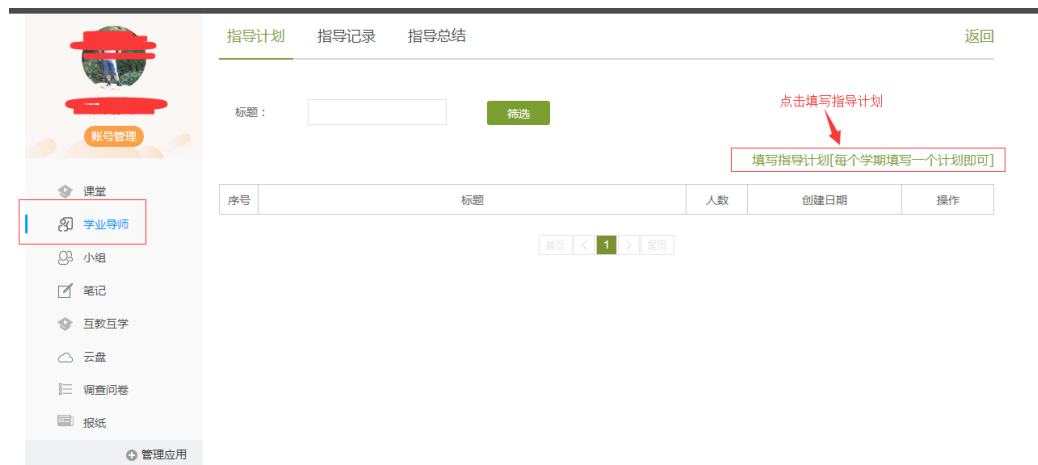 指导计划 指导记录 指导总结 返回
标题： 筛选
点击填写指导计划
账号管理
填写指导计划[每个学期填写一个计划即可]
课堂
序号 标题 人数 创建日期 操作
学业导师
首页 < 1 > 尾页
小组
笔记
互教互学
云盘
调查问卷
报纸
管理应用